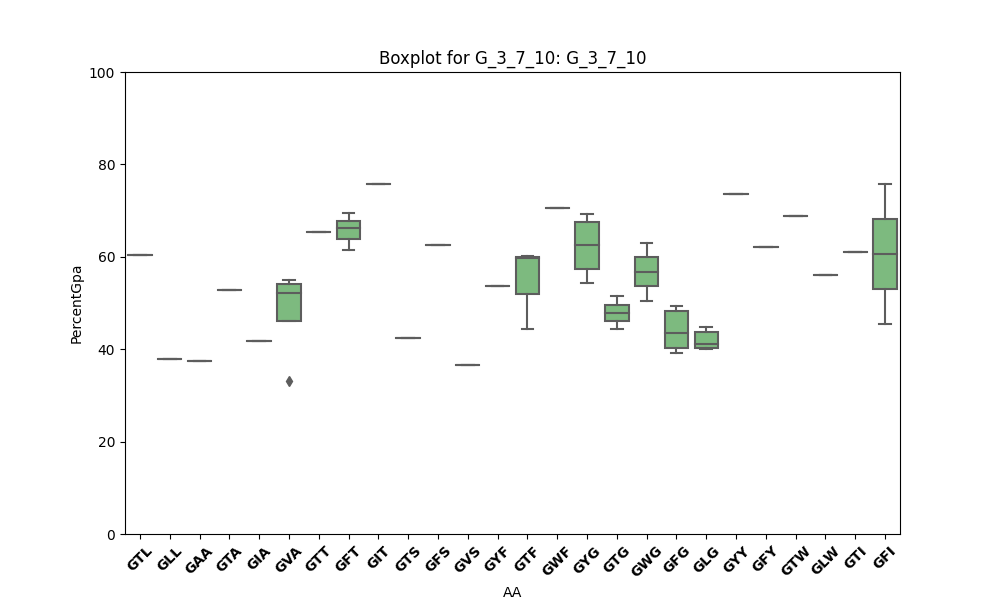 Boxplot for G_3_7_10: G_3_7_10
100
80
60
40
20
0
PercentGpa
GTL GLL GAA GTA GIA GVA GTT GFT GIT GTS GFS GVS GYF GTF GWF GYG GTG GWG GFG GLG GYY GFY GTW GLW GTI GFI
AA